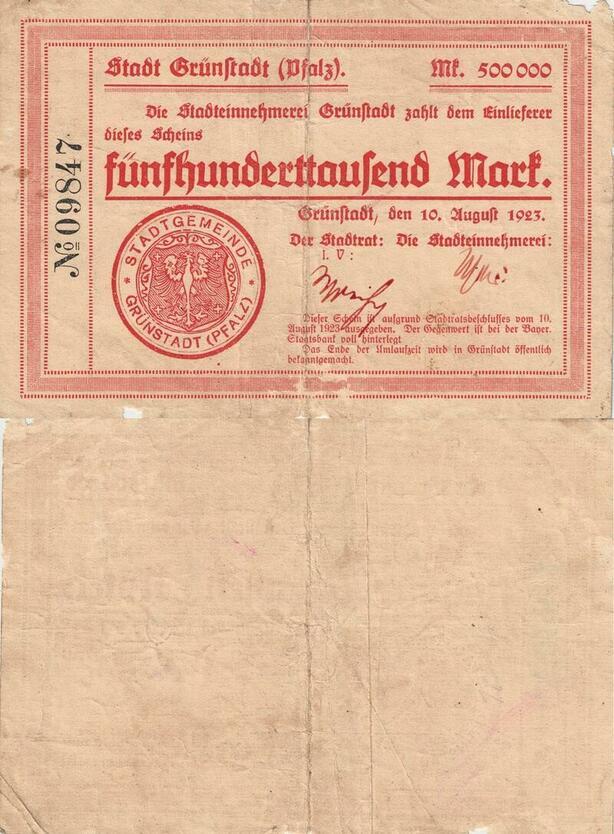 Stadt Grünstadt (Pfalz). Mk. 500 000
Die Stadteinnehmerei Grünstadt zahlt dem Einlieferer
dieses Scheins
fünfhunderttausend Mark.
Grünstadt, den 10. August 1923.
Der Stadtrat: Die Stadteinnehmerei:
I. V:
Dieser Schein ist aufgrund Stadtratsbeschlusses vom 10.
August 1923 ausgegeben. Der Gegenwert ist bei der Bayer.
Staatsbank voll hinterlegt
Das Ende der Umlaufzeit wird in Grünstadt öffentlich
bekanntgemacht.
№ 09847
* STADTGEMEINDE *
GRÜNSTADT (PFALZ)